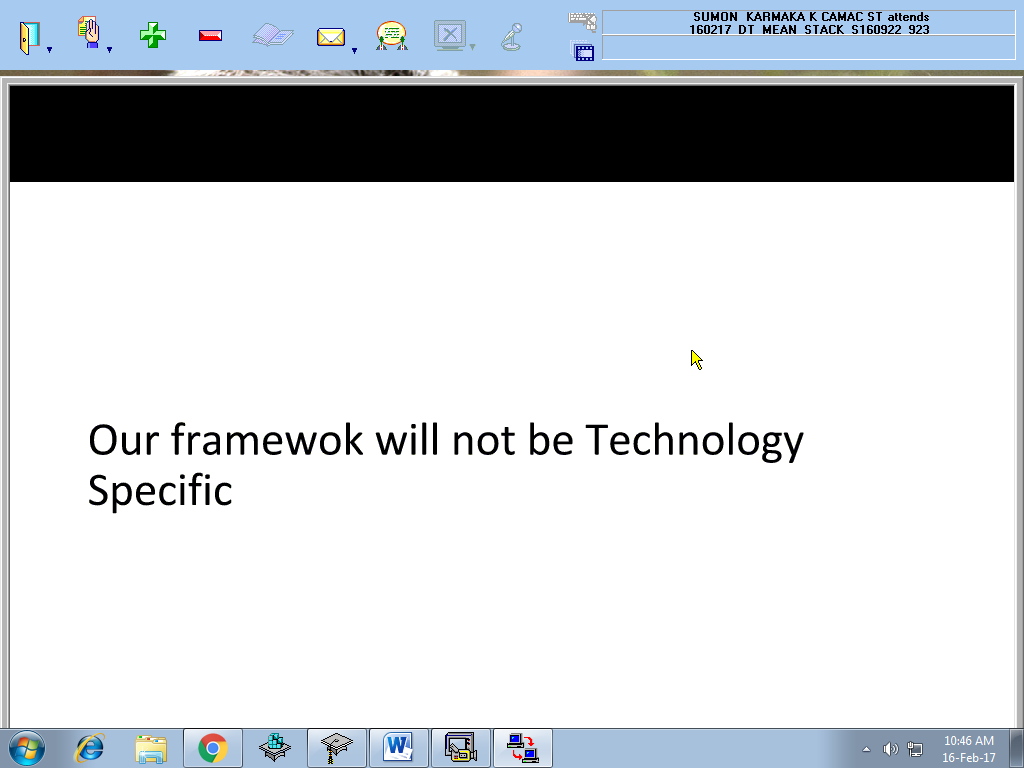 SUMON KARMAKA K CAMAC ST attends
160217 DT MEAN STACK S160922 923
Our framewok will not be Technology
Specific
10:46 AM
16-Feb-17